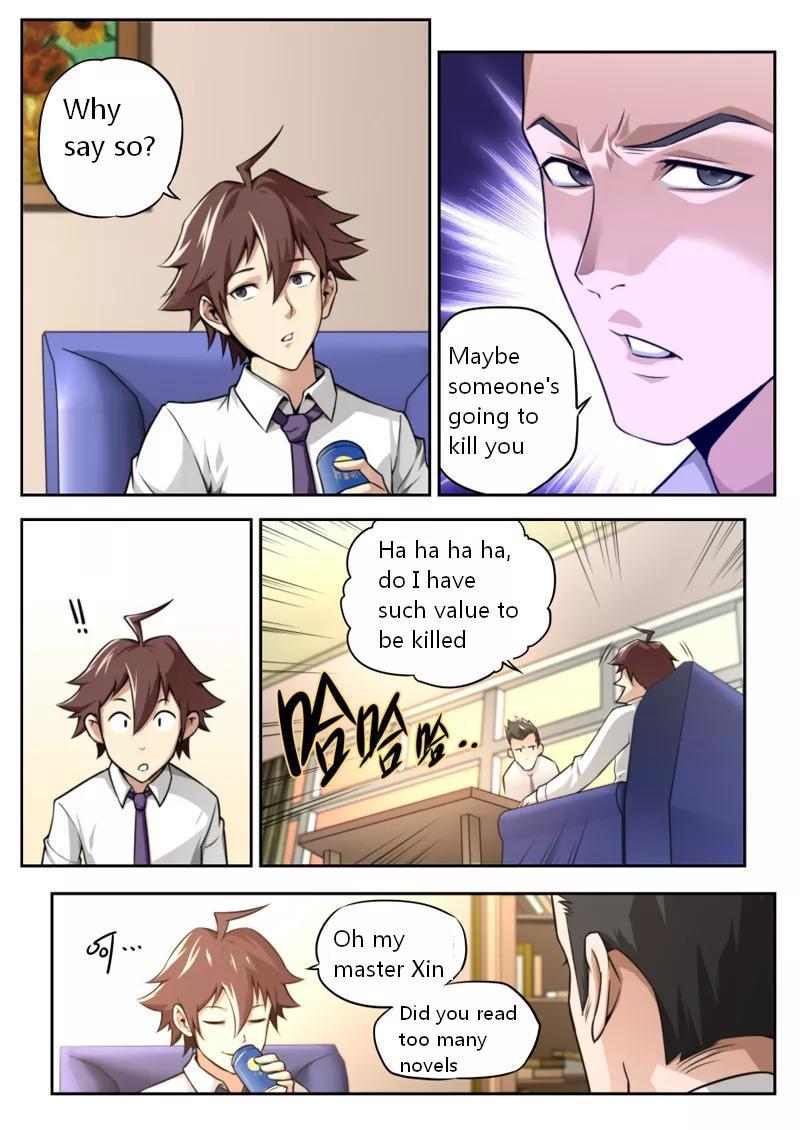 Why
say so?
Maybe
someone's
going to
kill you
!!
Ha ha ha ha,
do I have
such value to
be killed
哈哈哈..
Oh my
master Xin
Did you read
too many
novels
呵...